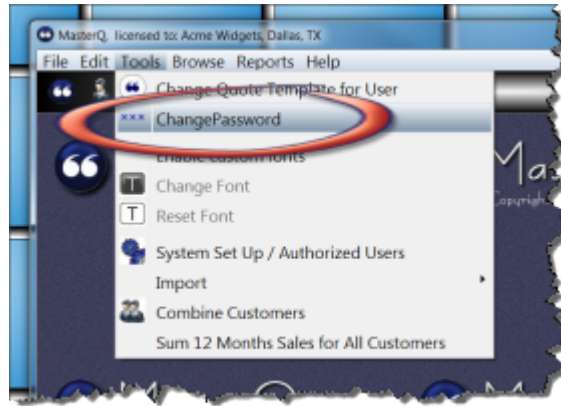 MasterQ, licensed to: Acme Widgets, Dallas, TX
File Edit Tools Browse Reports Help
Change Quote Template for User
××× ChangePassword
Enable custom fonts
T Change Font
T Reset Font
System Set Up / Authorized Users
Import
Combine Customers
Sum 12 Months Sales for All Customers
Mas
Copyrigh